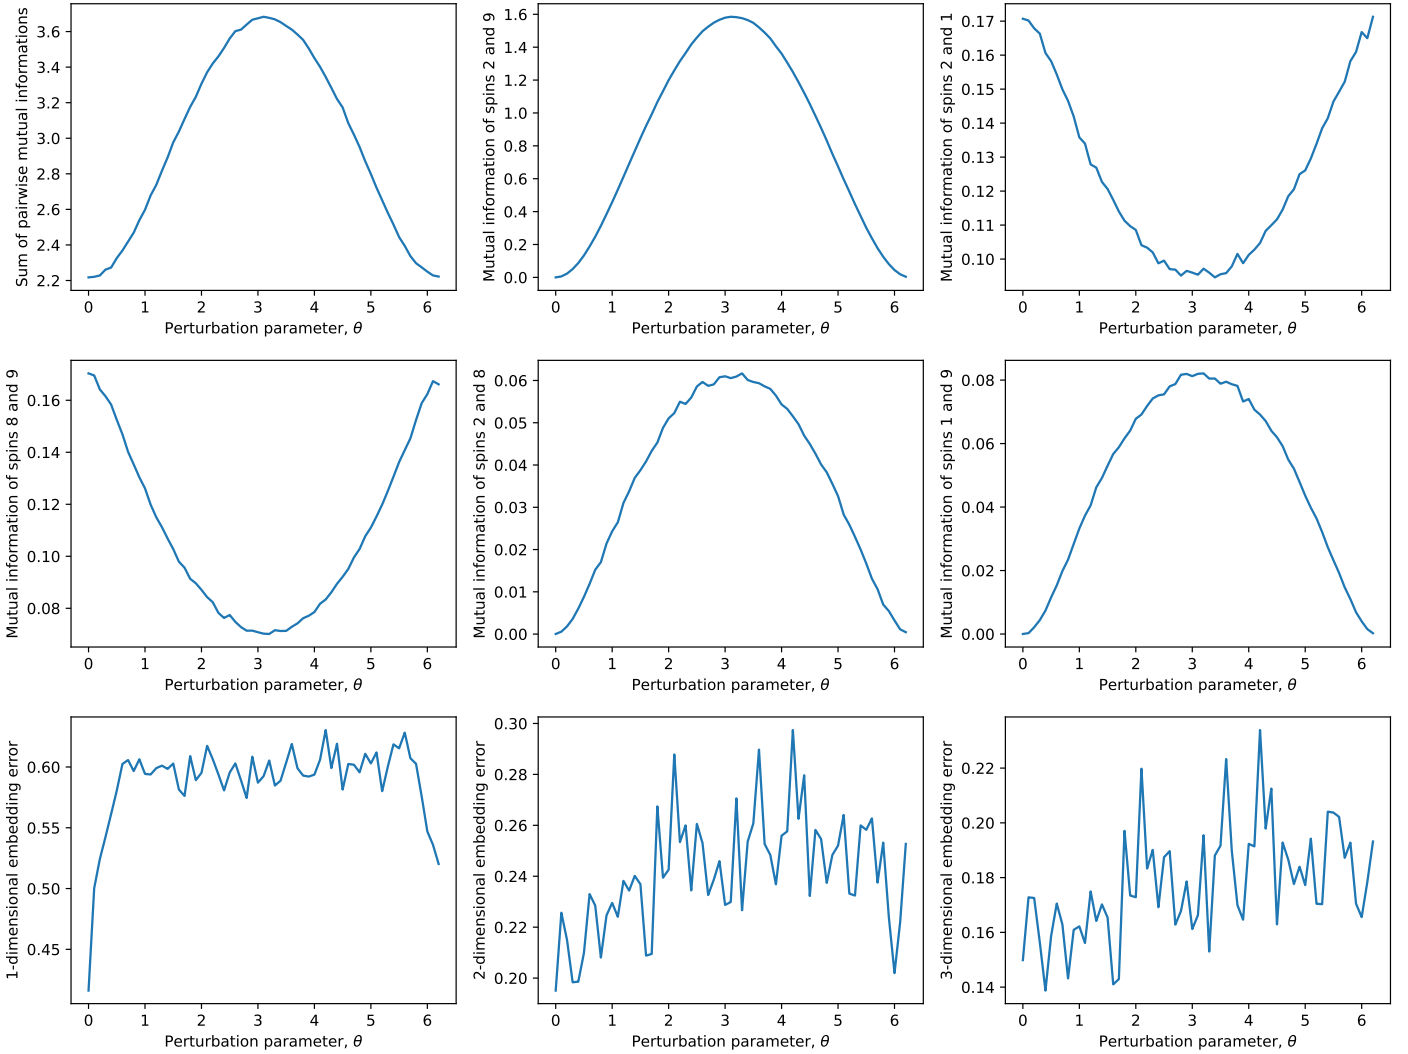 Sum of pairwise mutual informations
3.6
3.4
3.2
3.0
2.8
2.6
2.4
2.2
0 1 2 3 4 5 6
Perturbation parameter, θ
Mutual information of spins 2 and 9
1.6
1.4
1.2
1.0
0.8
0.6
0.4
0.2
0.0
0 1 2 3 4 5 6
Perturbation parameter, θ
Mutual information of spins 2 and 1
0.17
0.16
0.15
0.14
0.13
0.12
0.11
0.10
0 1 2 3 4 5 6
Perturbation parameter, θ
Mutual information of spins 8 and 9
0.16
0.14
0.12
0.10
0.08
0 1 2 3 4 5 6
Perturbation parameter, θ
Mutual information of spins 2 and 8
0.06
0.05
0.04
0.03
0.02
0.01
0.00
0 1 2 3 4 5 6
Perturbation parameter, θ
Mutual information of spins 1 and 9
0.08
0.06
0.04
0.02
0.00
0 1 2 3 4 5 6
Perturbation parameter, θ
1-dimensional embedding error
0.60
0.55
0.50
0.45
0 1 2 3 4 5 6
Perturbation parameter, θ
2-dimensional embedding error
0.30
0.28
0.26
0.24
0.22
0.20
0 1 2 3 4 5 6
Perturbation parameter, θ
3-dimensional embedding error
0.22
0.20
0.18
0.16
0.14
0 1 2 3 4 5 6
Perturbation parameter, θ